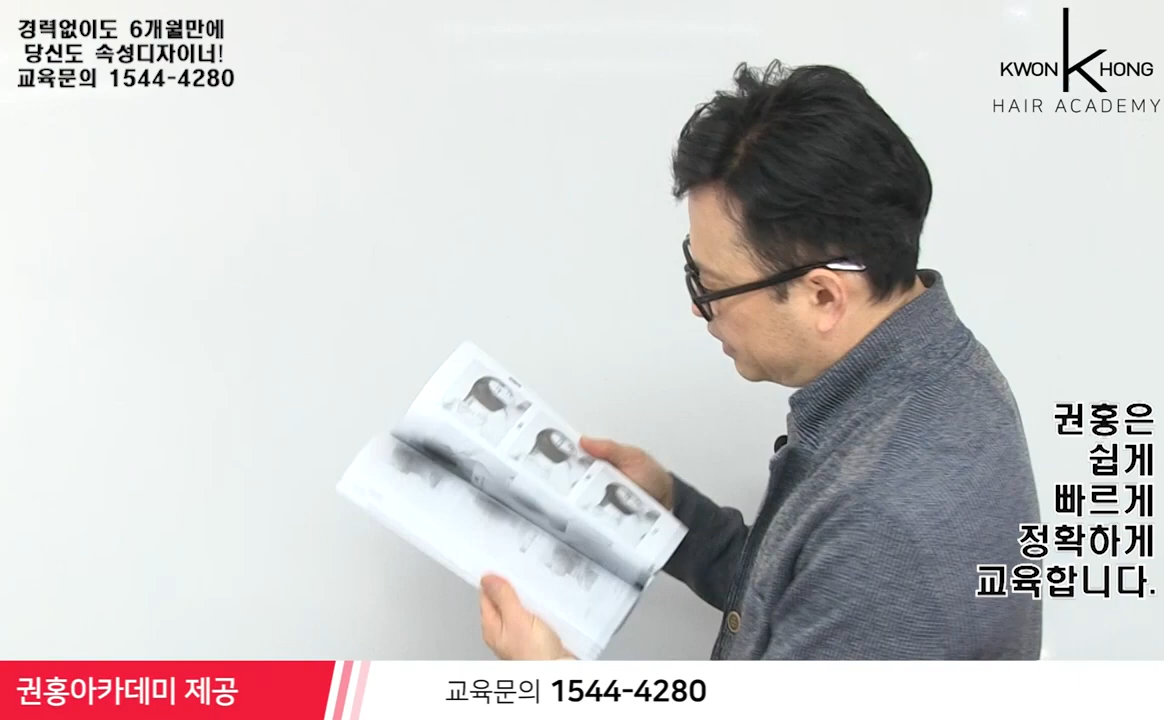 경력없이도 6개월만에
당신도 속성디자이너!
교육문의 1544-4280
KWON K HONG
HAIR ACADEMY
권홍은
쉽게
빠르게
정확하게
교육합니다.
권홍아카데미 제공
교육문의 1544-4280